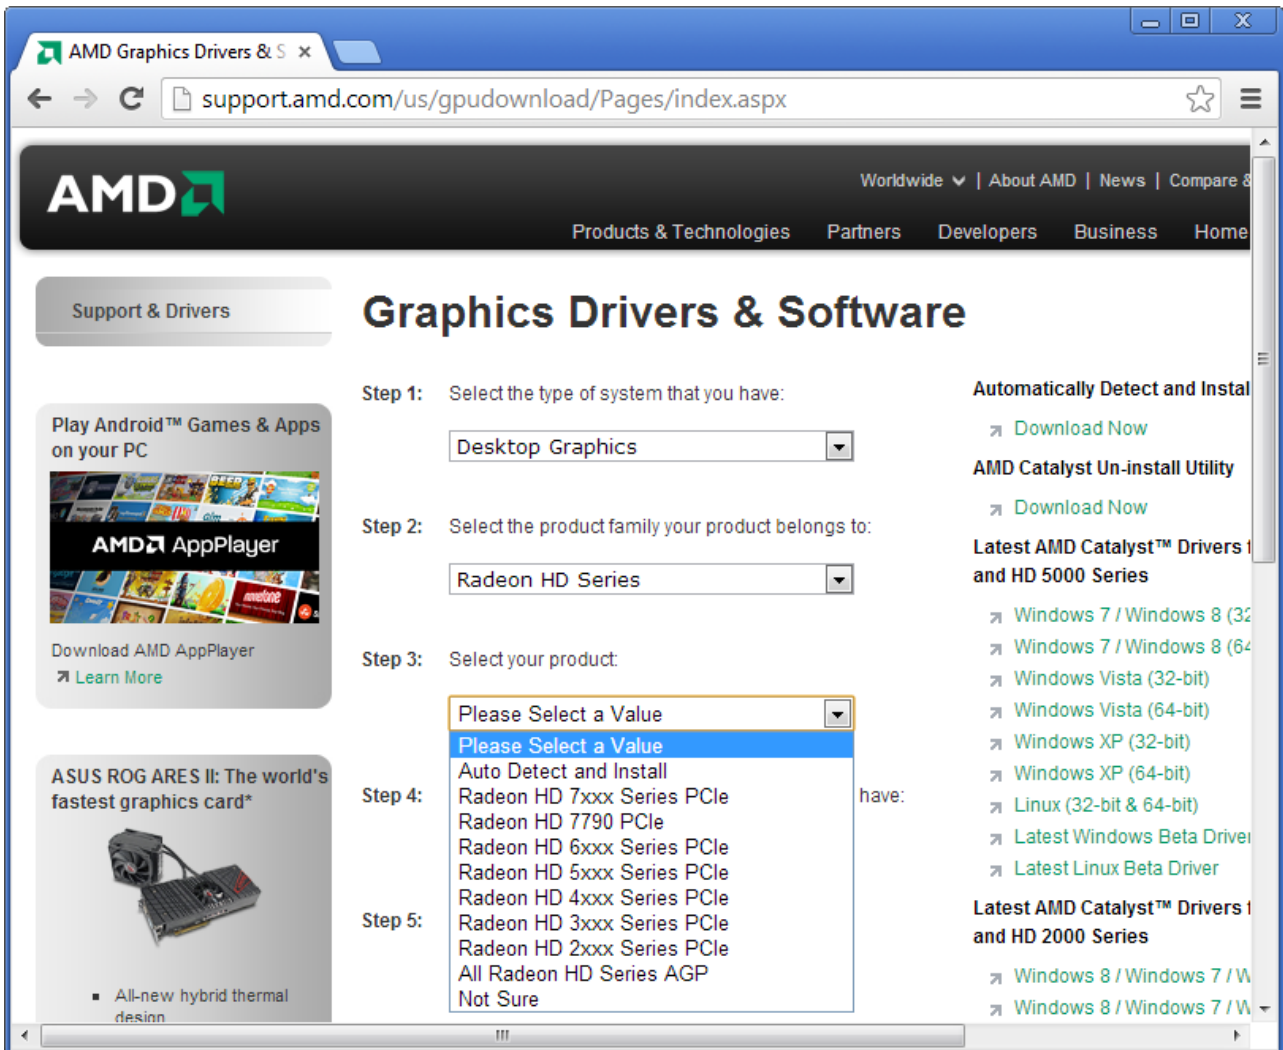 AMD Graphics Drivers & S
support.amd.com/us/gpudownload/Pages/index.aspx
AMD
Worldwide | About AMD | News | Compare &
Products & Technologies Partners Developers Business Home
Support & Drivers
Play Android™ Games & Apps
on your PC
AMD AppPlayer
Download AMD AppPlayer
Learn More
ASUS ROG ARES II: The world's
fastest graphics card*
All-new hybrid thermal
design
Graphics Drivers & Software
Step 1: Select the type of system that you have:
Desktop Graphics
Step 2: Select the product family your product belongs to:
Radeon HD Series
Step 3: Select your product:
Please Select a Value
Please Select a Value
Auto Detect and Install
Radeon HD 7xxx Series PCIe
Radeon HD 7790 PCIe
Radeon HD 6xxx Series PCIe
Radeon HD 5xxx Series PCIe
Radeon HD 4xxx Series PCIe
Radeon HD 3xxx Series PCIe
Radeon HD 2xxx Series PCIe
All Radeon HD Series AGP
Not Sure
Step 4: have:
Step 5:
Automatically Detect and Instal
Download Now
AMD Catalyst Un-install Utility
Download Now
Latest AMD Catalyst™ Drivers f
and HD 5000 Series
Windows 7 / Windows 8 (32
Windows 7 / Windows 8 (64
Windows Vista (32-bit)
Windows Vista (64-bit)
Windows XP (32-bit)
Windows XP (64-bit)
Linux (32-bit & 64-bit)
Latest Windows Beta Driver
Latest Linux Beta Driver
Latest AMD Catalyst™ Drivers f
and HD 2000 Series
Windows 8 / Windows 7 / W
Windows 8 / Windows 7 / W